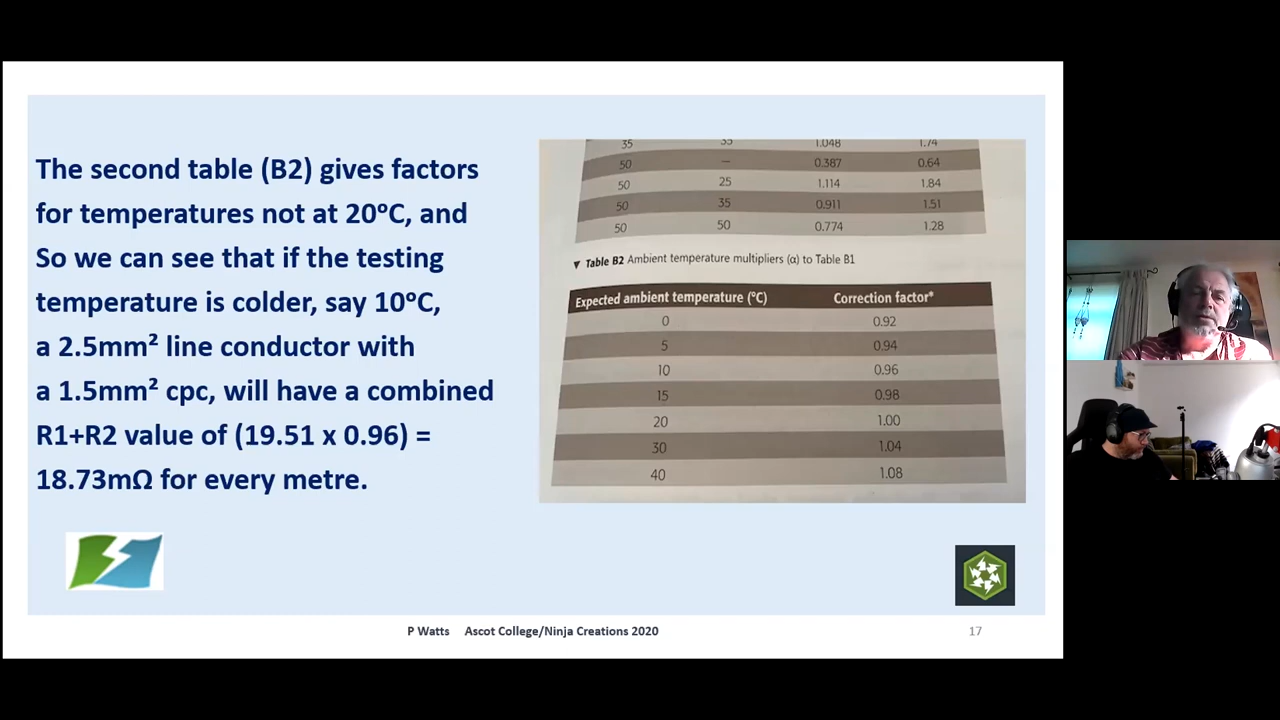 The second table (B2) gives factors
for temperatures not at 20ºC, and
So we can see that if the testing
temperature is colder, say 10ºC,
a 2.5mm² line conductor with
a 1.5mm² cpc, will have a combined
R1+R2 value of (19.51 x 0.96) =
18.73mΩ for every metre.
35 35 1.048 1.74
50 — 0.387 0.64
50 25 1.114 1.84
50 35 0.911 1.51
50 50 0.774 1.28
▼ Table B2 Ambient temperature multipliers (α) to Table B1
Expected ambient temperature (°C) Correction factor*
0 0.92
5 0.94
10 0.96
15 0.98
20 1.00
30 1.04
40 1.08
P Watts Ascot College/Ninja Creations 2020
17